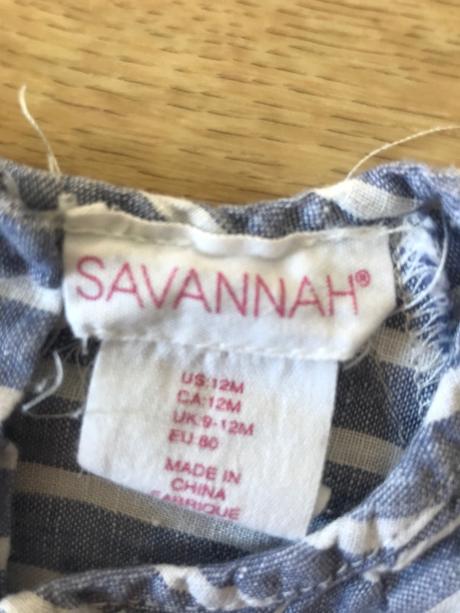 SAVANNAH®
US:12M
CA:12M
UK:9-12M
EU:80
MADE IN
CHINA
FABRIQUE